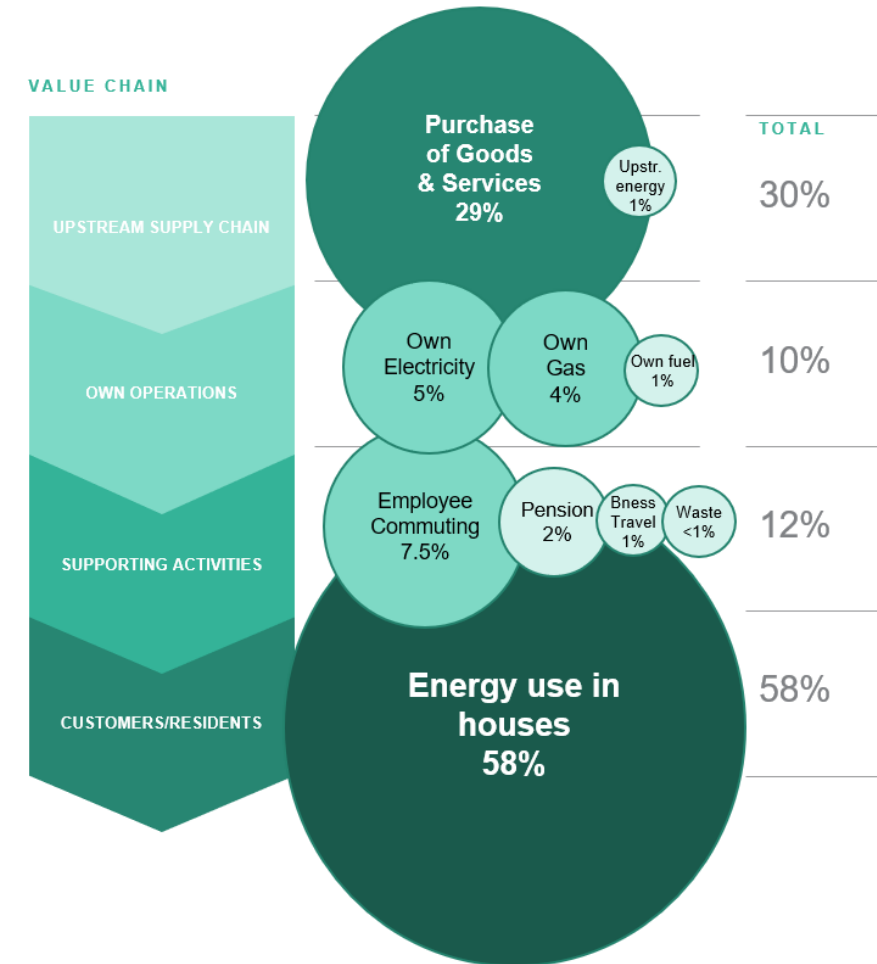 VALUE CHAIN
TOTAL
UPSTREAM SUPPLY CHAIN
Purchase
of Goods
& Services
29%
Upstr.
energy
1%
30%
OWN OPERATIONS
Own
Electricity
5%
Own
Gas
4%
Own fuel
1%
10%
SUPPORTING ACTIVITIES
Employee
Commuting
7.5%
Pension
2%
Bness
Travel
1%
Waste
<1%
12%
CUSTOMERS/RESIDENTS
Energy use in
houses
58%
58%